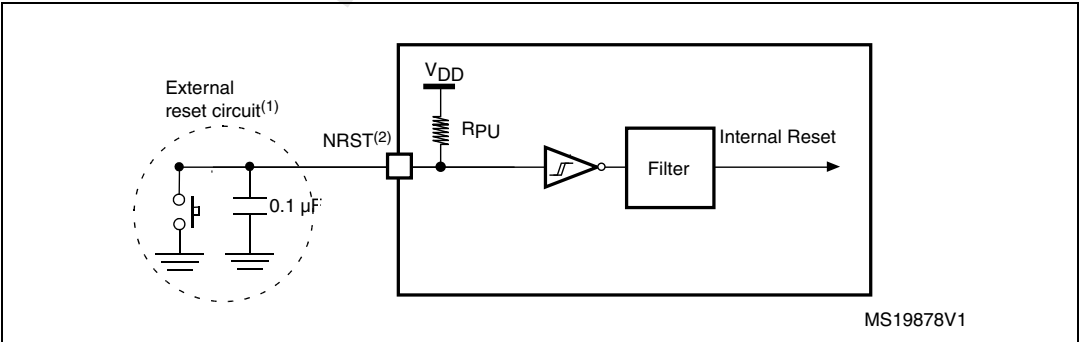 External
reset circuit(1)
VDD
RPU
NRST(2)
Internal Reset
Filter
0.1 µF
MS19878V1